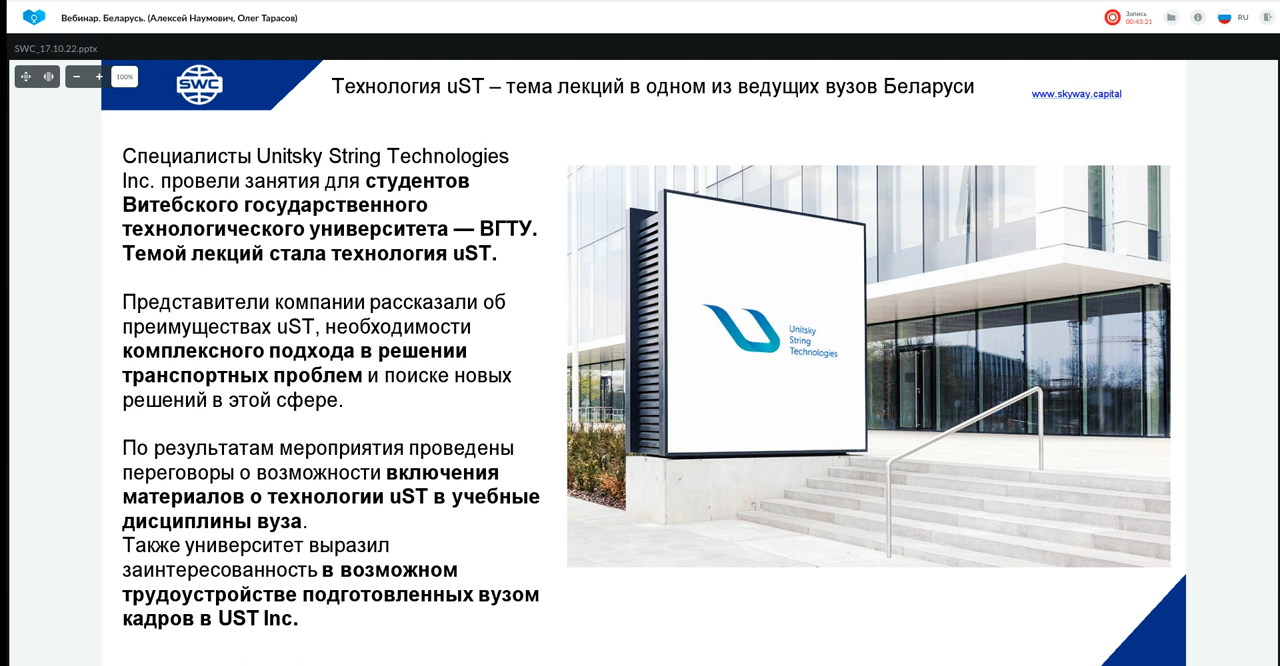 Вебинар. Беларусь. (Алексей Наумович, Олег Тарасов)
Запись
00:43:21
RU
SWC_17.10.22.pptx
100%
SWC
Технология uST – тема лекций в одном из ведущих вузов Беларуси
www.skyway.capital
Специалисты Unitsky String Technologies
Inc. провели занятия для студентов
Витебского государственного
технологического университета — ВГТУ.
Темой лекций стала технология uST.
Представители компании рассказали об
преимуществах uST, необходимости
комплексного подхода в решении
транспортных проблем и поиске новых
решений в этой сфере.
По результатам мероприятия проведены
переговоры о возможности включения
материалов о технологии uST в учебные
дисциплины вуза.
Также университет выразил
заинтересованность в возможном
трудоустройстве подготовленных вузом
кадров в UST Inc.
Unitsky
String
Technologies